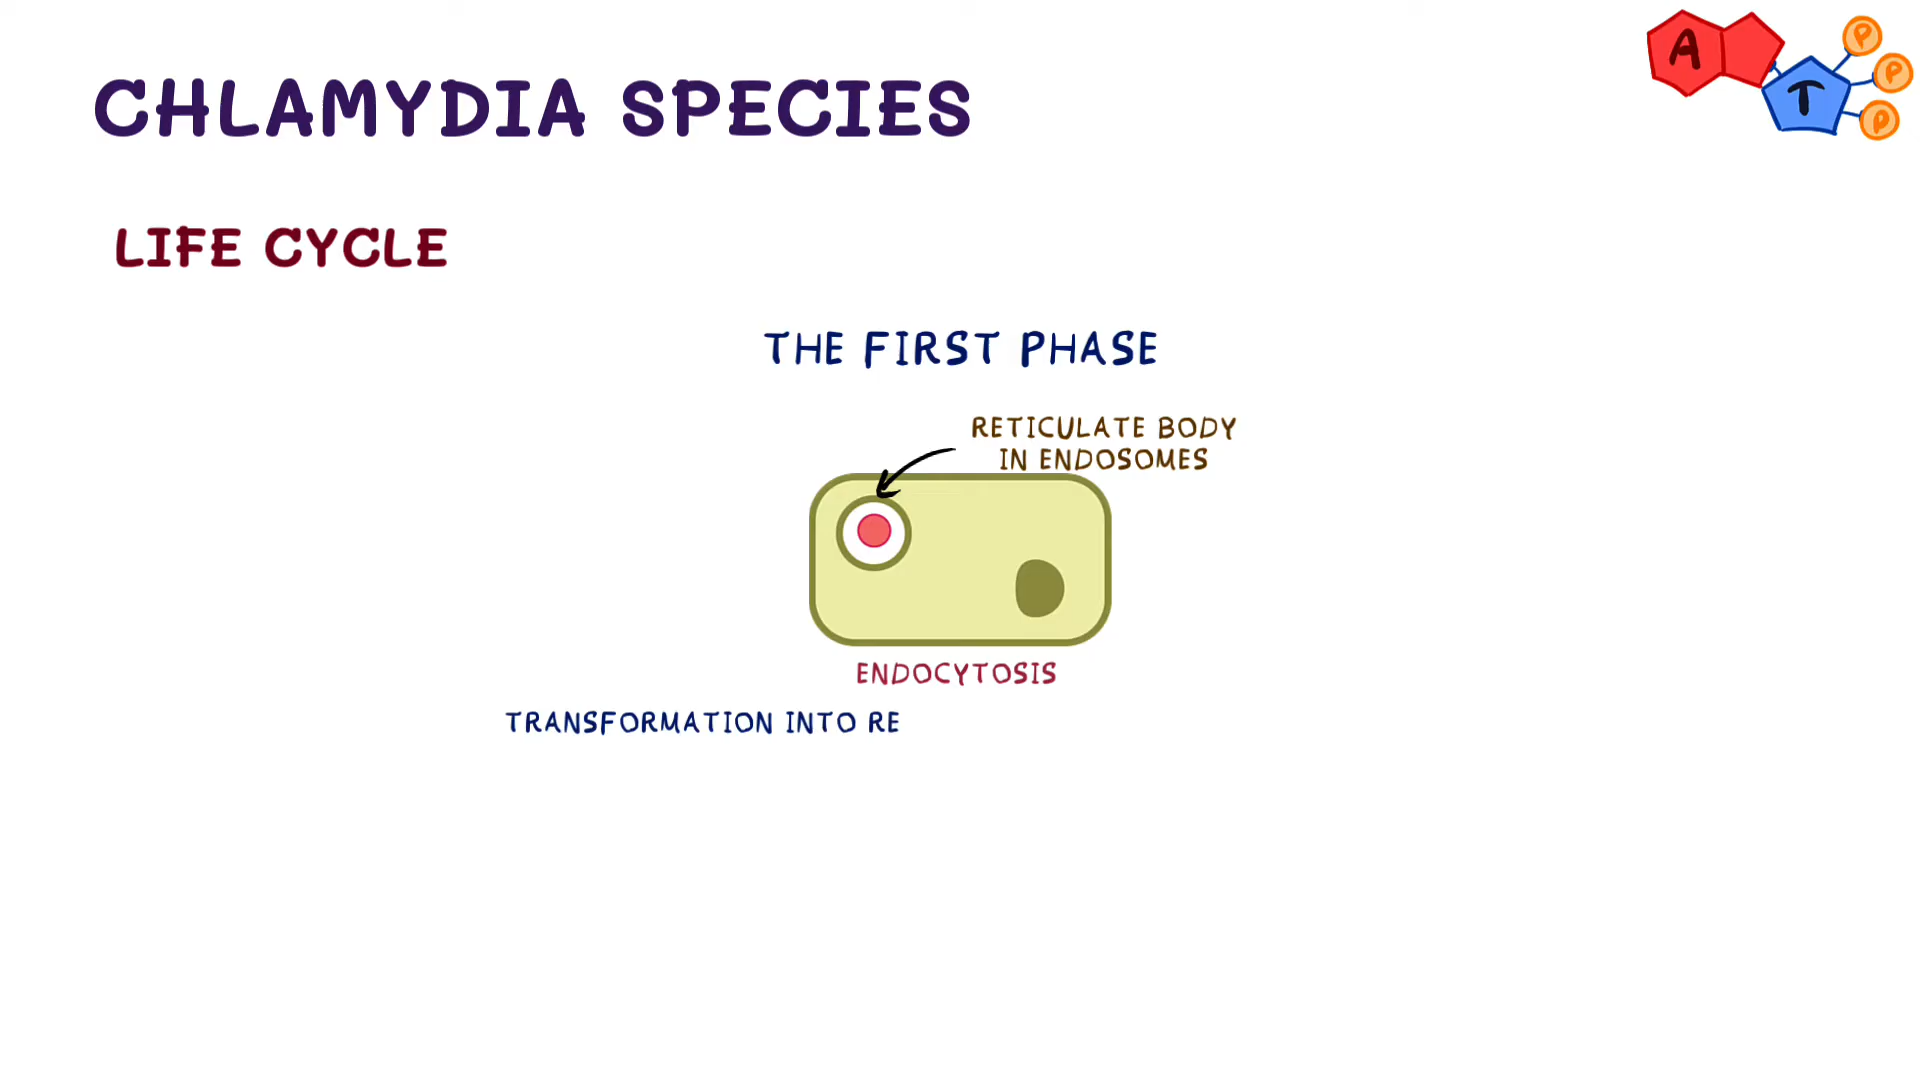 CHLAMYDIA SPECIES
A
T
P
P
P
LIFE CYCLE
THE FIRST PHASE
RETICULATE BODY
IN ENDOSOMES
ENDOCYTOSIS
TRANSFORMATION INTO RE